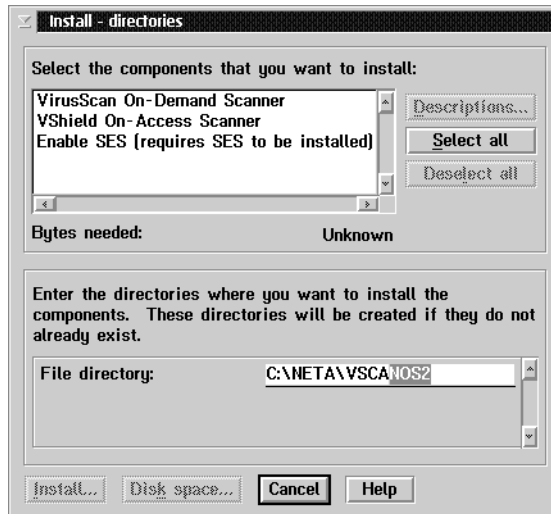 Install - directories
Select the components that you want to install:
VirusScan On-Demand Scanner
VShield On-Access Scanner
Enable SES (requires SES to be installed)
Descriptions...
Select all
Deselect all
Bytes needed: Unknown
Enter the directories where you want to install the
components. These directories will be created if they do not
already exist.
File directory: C:\NETA\VSCANOS2
Install... Disk space... Cancel Help